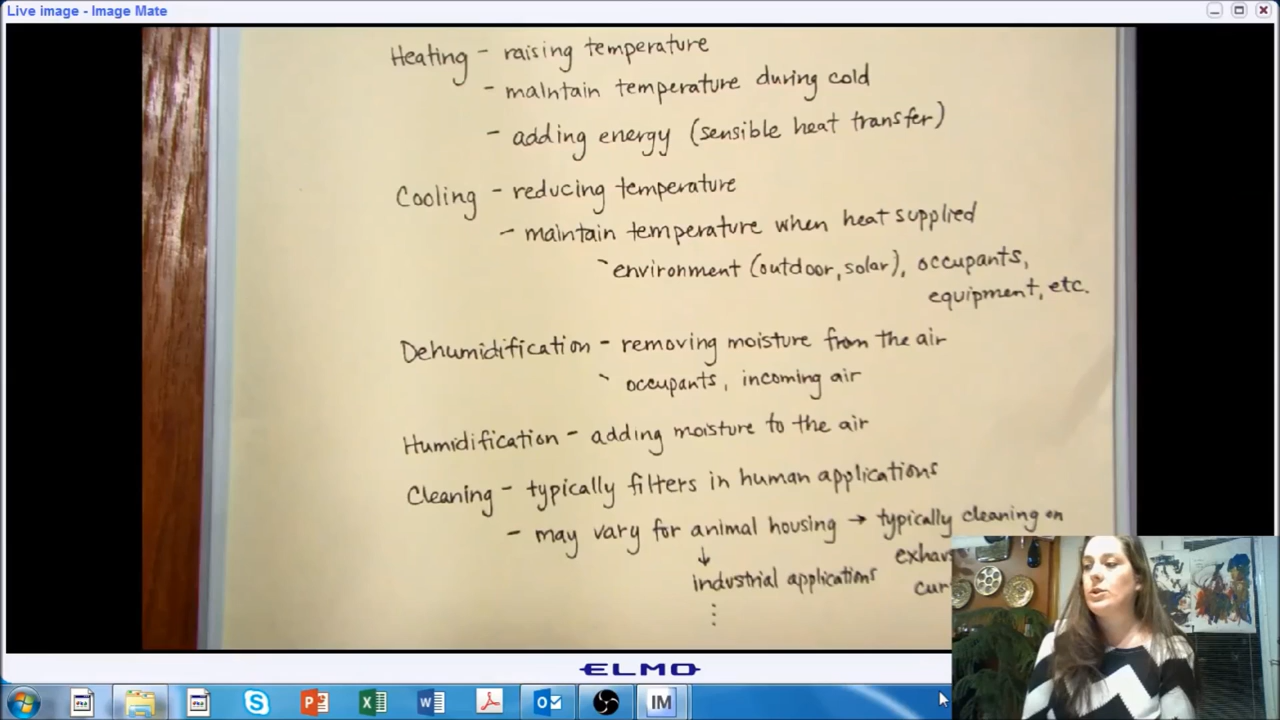 Live image - Image Mate
Heating - raising temperature
- maintain temperature during cold
- adding energy (sensible heat transfer)
Cooling - reducing temperature
- maintain temperature when heat supplied
- environment (outdoor, solar), occupants,
equipment, etc.
Dehumidification - removing moisture from the air
- occupants, incoming air
Humidification - adding moisture to the air
Cleaning - typically filters in human applications
- may vary for animal housing → typically cleaning on
↓
industrial applications
⋮
ELMO
IM